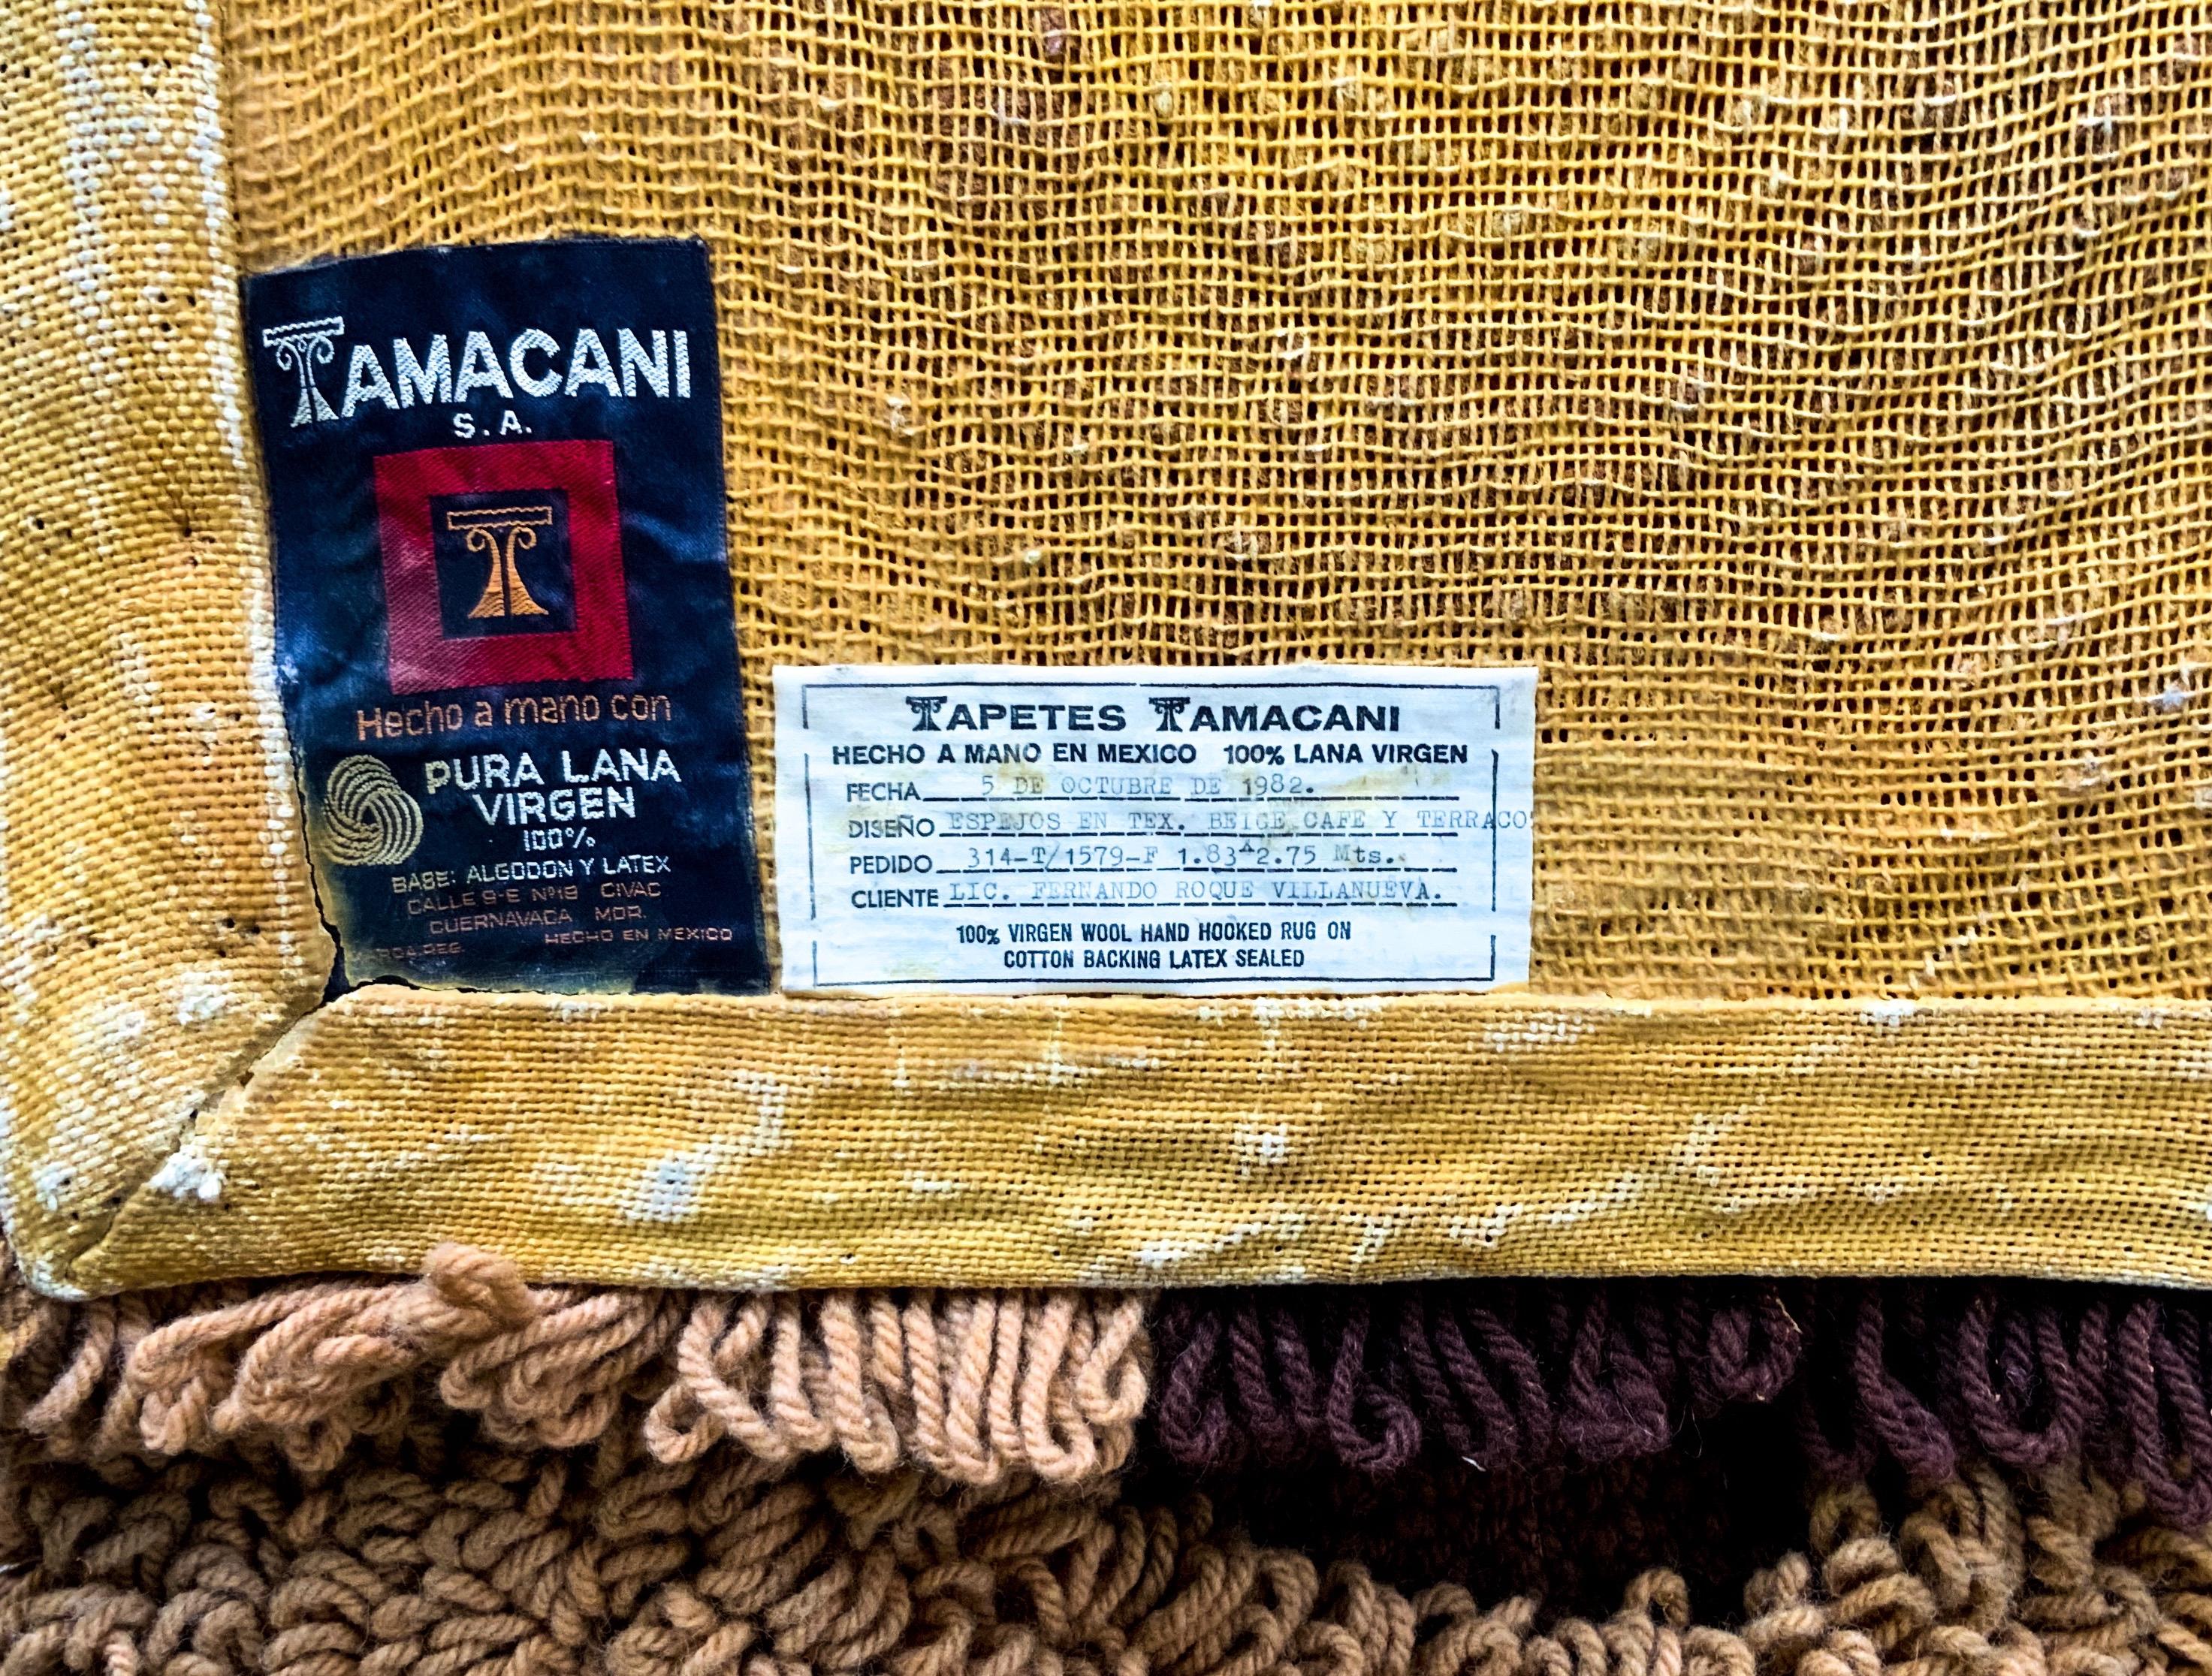 TAMACANI
S.A.
T
Hecho a mano con
PURA LANA
VIRGEN
100%
BASE: ALGODON Y LATEX
CALLE 9-E Nº 19 CIVAC
CUERNAVACA MOR.
HECHO EN MEXICO
TAPETES TAMACANI
HECHO A MANO EN MEXICO 100% LANA VIRGEN
FECHA 5 DE OCTUBRE DE 1982.
DISEÑO ESPEJOS EN TEX. BEIGE CAFE Y TERRACO
PEDIDO 314-T/1579-F 1.83 2.75 Mts.
CLIENTE LIC. FERNANDO ROQUE VILLANUEVA.
100% VIRGEN WOOL HAND HOOKED RUG ON
COTTON BACKING LATEX SEALED